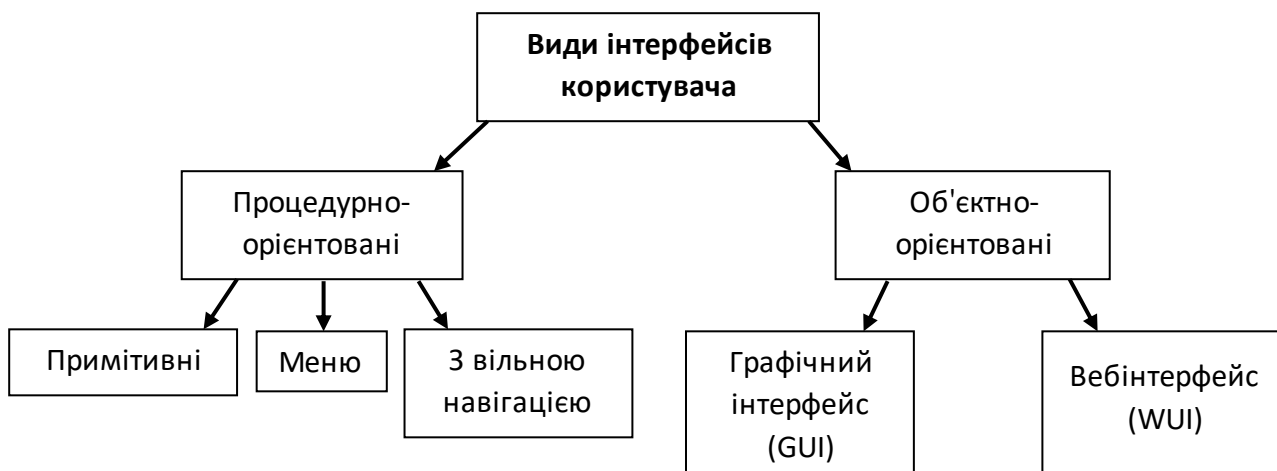 Види інтерфейсів
користувача
Процедурно-
орієнтовані
Об'єктно-
орієнтовані
Примітивні
Меню
З вільною
навігацією
Графічний
інтерфейс
(GUI)
Вебінтерфейс
(WUI)